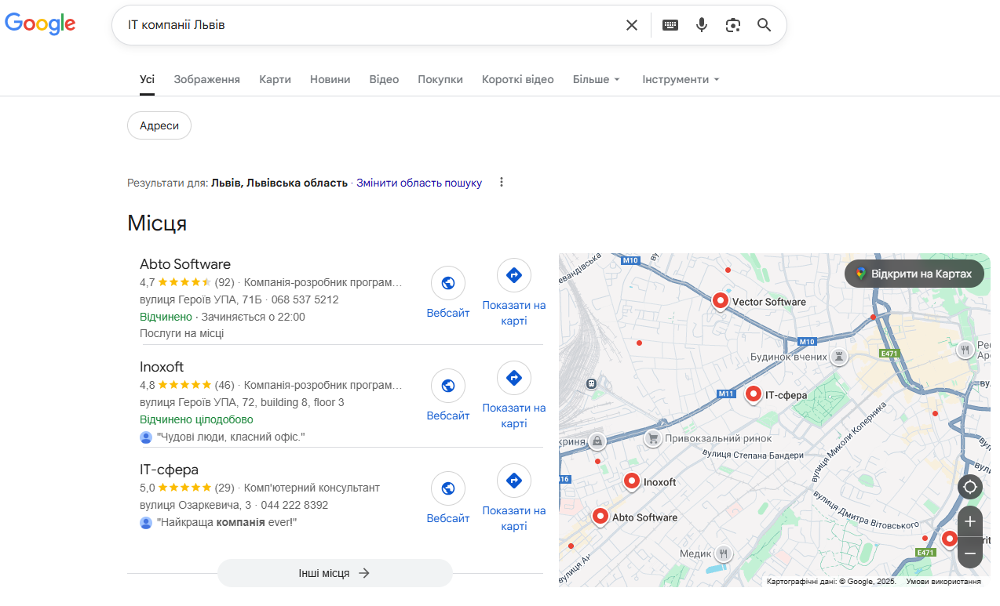 Google
ІТ компанії Львів
Усі Зображення Карти Новини Відео Покупки Короткі відео Більше Інструменти
Адреси
Результати для: Львів, Львівська область · Змінити область пошуку
Місця
Abto Software
4,7 (92) · Компанія-розробник програм…
вулиця Героїв УПА, 71Б · 068 537 5212
Відчинено · Зачиняється о 22:00
Послуги на місці
Вебсайт
Показати на
карті
Inoxoft
4,8 (46) · Компанія-розробник програм…
вулиця Героїв УПА, 72, building 8, floor 3
Відчинено цілодобово
"Чудові люди, класний офіс."
Вебсайт
Показати на
карті
ІТ-сфера
5,0 (29) · Комп'ютерний консультант
вулиця Озаркевича, 3 · 044 222 8392
"Найкраща компанія ever!"
Вебсайт
Показати на
карті
Інші місця
Відкрити на Картах
M10
Vector Software
M10
Будинок вчених
E471
M11
ІТ-сфера
Привокзальний ринок
вулиця Степана Бандери
вулиця Миколи Коперника
Inoxoft
Abto Software
вулиця Дмитра Вітовського
Медик
E471
Картографічні дані: © Google, 2025. Умови використання